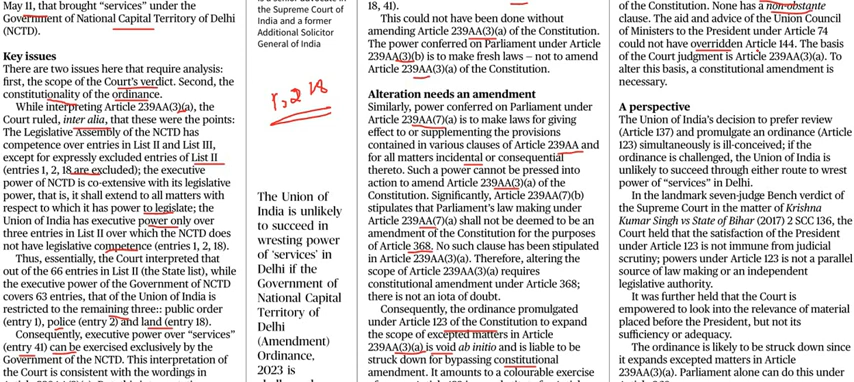 May 11, that brought “services” under the
Government of National Capital Territory of Delhi
(NCTD).
Key issues
There are two issues here that require analysis:
first, the scope of the Court’s verdict. Second, the
constitutionality of the ordinance.
While interpreting Article 239AA(3)(a), the
Court ruled, inter alia, that these were the points:
The Legislative Assembly of the NCTD has
competence over entries in List II and List III,
except for expressly excluded entries of List II
(entries 1, 2, 18 are excluded); the executive
power of NCTD is co-extensive with its legislative
power, that is, it shall extend to all matters with
respect to which it has power to legislate; the
Union of India has executive power only over
three entries in List II over which the NCTD does
not have legislative competence (entries 1, 2, 18).
Thus, essentially, the Court interpreted that
out of the 66 entries in List II (the State list), while
the executive power of the Government of NCTD
covers 63 entries, that of the Union of India is
restricted to the remaining three:: public order
(entry 1), police (entry 2) and land (entry 18).
Consequently, executive power over “services”
(entry 41) can be exercised exclusively by the
Government of the NCTD. This interpretation of
the Court is consistent with the wordings in
the Supreme Court of
India and a former
Additional Solicitor
General of India
1, 2 18
The Union of
India is unlikely
to succeed in
wresting power
of ‘services’ in
Delhi if the
Government of
National Capital
Territory of
Delhi
(Amendment)
Ordinance,
2023 is
18, 41).
This could not have been done without
amending Article 239AA(3)(a) of the Constitution.
The power conferred on Parliament under Article
239AA(3)(b) is to make fresh laws – not to amend
Article 239AA(3)(a) of the Constitution.
Alteration needs an amendment
Similarly, power conferred on Parliament under
Article 239AA(7)(a) is to make laws for giving
effect to or supplementing the provisions
contained in various clauses of Article 239AA and
for all matters incidental or consequential
thereto. Such a power cannot be pressed into
action to amend Article 239AA(3)(a) of the
Constitution. Significantly, Article 239AA(7)(b)
stipulates that Parliament’s law making under
Article 239AA(7)(a) shall not be deemed to be an
amendment of the Constitution for the purposes
of Article 368. No such clause has been stipulated
in Article 239AA(3)(a). Therefore, altering the
scope of Article 239AA(3)(a) requires
constitutional amendment under Article 368;
there is not an iota of doubt.
Consequently, the ordinance promulgated
under Article 123 of the Constitution to expand
the scope of excepted matters in Article
239AA(3)(a) is void ab initio and is liable to be
struck down for bypassing constitutional
amendment. It amounts to a colourable exercise
of the Constitution. None has a non-obstante
clause. The aid and advice of the Union Council
of Ministers to the President under Article 74
could not have overridden Article 144. The basis
of the Court judgment is Article 239AA(3)(a). To
alter this basis, a constitutional amendment is
necessary.
A perspective
The Union of India’s decision to prefer review
(Article 137) and promulgate an ordinance (Article
123) simultaneously is ill-conceived; if the
ordinance is challenged, the Union of India is
unlikely to succeed through either route to wrest
power of “services” in Delhi.
In the landmark seven-judge Bench verdict of
the Supreme Court in the matter of Krishna
Kumar Singh vs State of Bihar (2017) 2 SCC 136, the
Court held that the satisfaction of the President
under Article 123 is not immune from judicial
scrutiny; powers under Article 123 is not a parallel
source of law making or an independent
legislative authority.
It was further held that the Court is
empowered to look into the relevance of material
placed before the President, but not its
sufficiency or adequacy.
The ordinance is likely to be struck down since
it expands excepted matters in Article
239AA(3)(a). Parliament alone can do this under